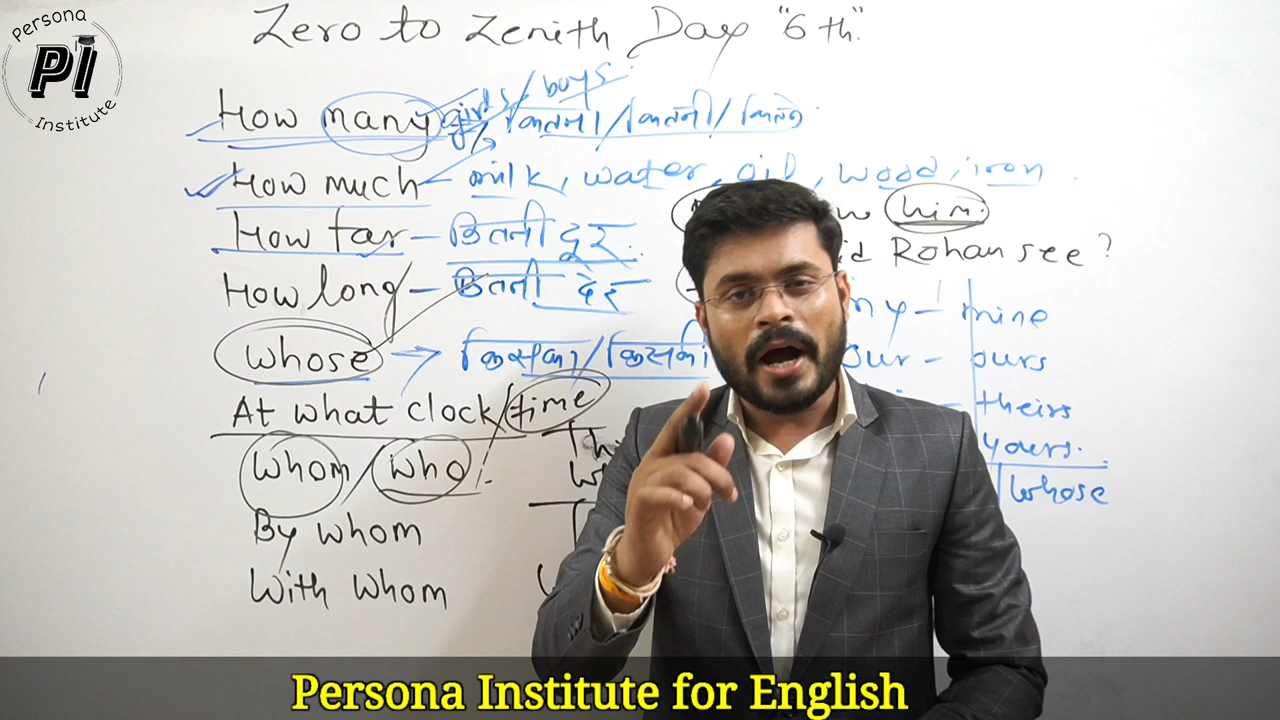 Persona
PI
Institute
Zero to Zenith Day "6th"
How many girls/boys
कितना/कितनी/कितने
How much - milk, water, oil, wood, iron
him.
How far - कितनी दूर.
id Rohan see?
How long - कितनी देर
my - mine
whose → किसका/किसकी
our - ours
At what clock/time
theirs
yours.
whom/who
whose
By whom
With whom
Persona Institute for English